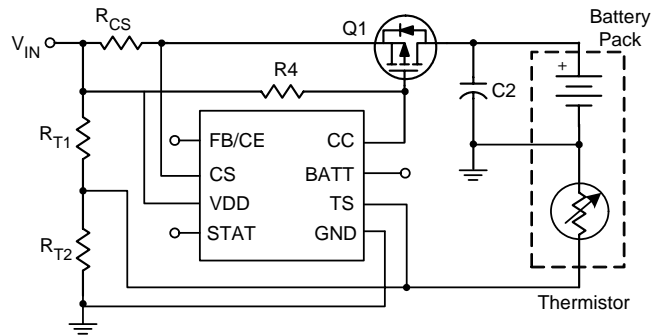 R_CS
Q1
Battery
Pack
V_IN
R4
+
C2
R_T1
FB/CE
CC
CS
BATT
VDD
TS
STAT
GND
R_T2
Thermistor